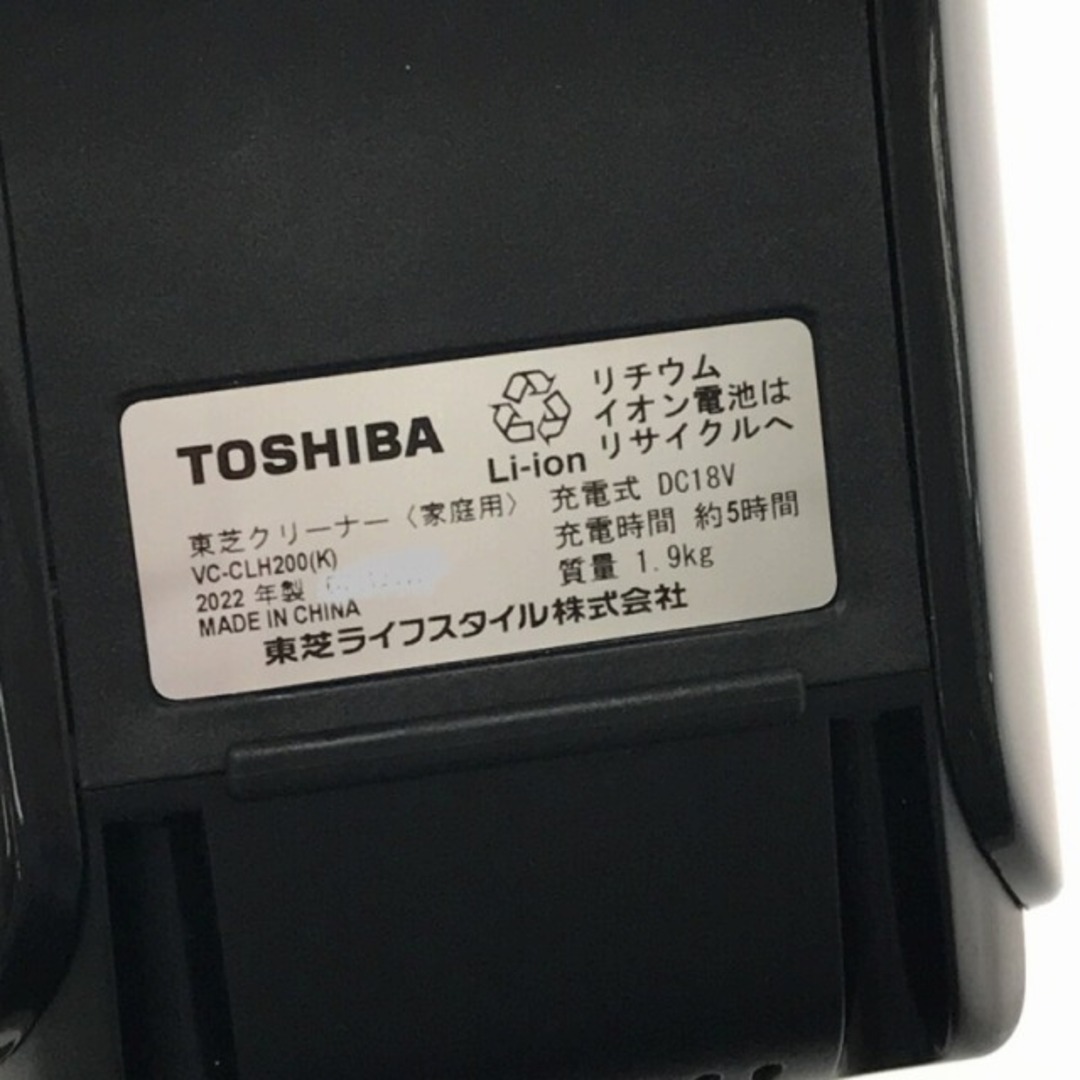 TOSHIBA
Li-ion
リチウム
イオン電池は
リサイクルへ
東芝クリーナー〈家庭用〉
VC-CLH200(K)
2022 年製
MADE IN CHINA
充電式 DC18V
充電時間 約5時間
質量 1.9kg
東芝ライフスタイル株式会社